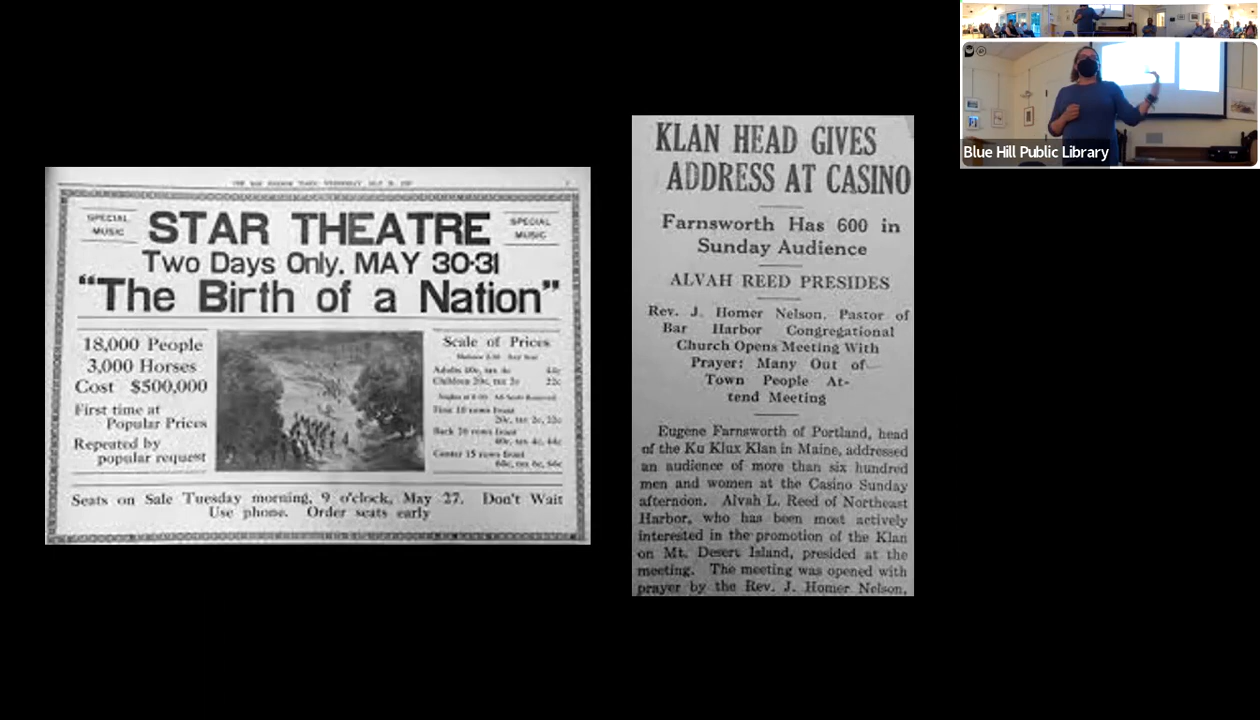 STAR THEATRE
SPECIAL
MUSIC
SPECIAL
MUSIC
Two Days Only, MAY 30-31
"The Birth of a Nation"
18,000 People
3,000 Horses
Cost $500,000
First time at
Popular Prices
Repeated by
popular request
Scale of Prices
Seats on Sale Tuesday morning, 9 o'clock, May 27. Don't Wait
Use phone. Order seats early
KLAN HEAD GIVES
ADDRESS AT CASINO
Farnsworth Has 600 in
Sunday Audience
ALVAH REED PRESIDES
Rev. J. Homer Nelson, Pastor of
Bar Harbor Congregational
Church Opens Meeting With
Prayer: Many Out of
Town People At-
tend Meeting
Eugene Farnsworth of Portland, head
of the Ku Klux Klan in Maine, addressed
an audience of more than six hundred
men and women at the Casino Sunday
afternoon. Alvah L. Reed of Northeast
Harbor, who has been most actively
interested in the promotion of the Klan
on Mt. Desert Island, presided at the
meeting. The meeting was opened with
prayer by the Rev. J. Homer Nelson,
Blue Hill Public Library